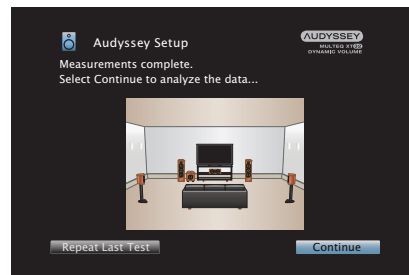 Audyssey Setup
AUDYSSEY
MULTEQ XT32
DYNAMIC VOLUME
Measurements complete.
Select Continue to analyze the data...
Repeat Last Test
Continue